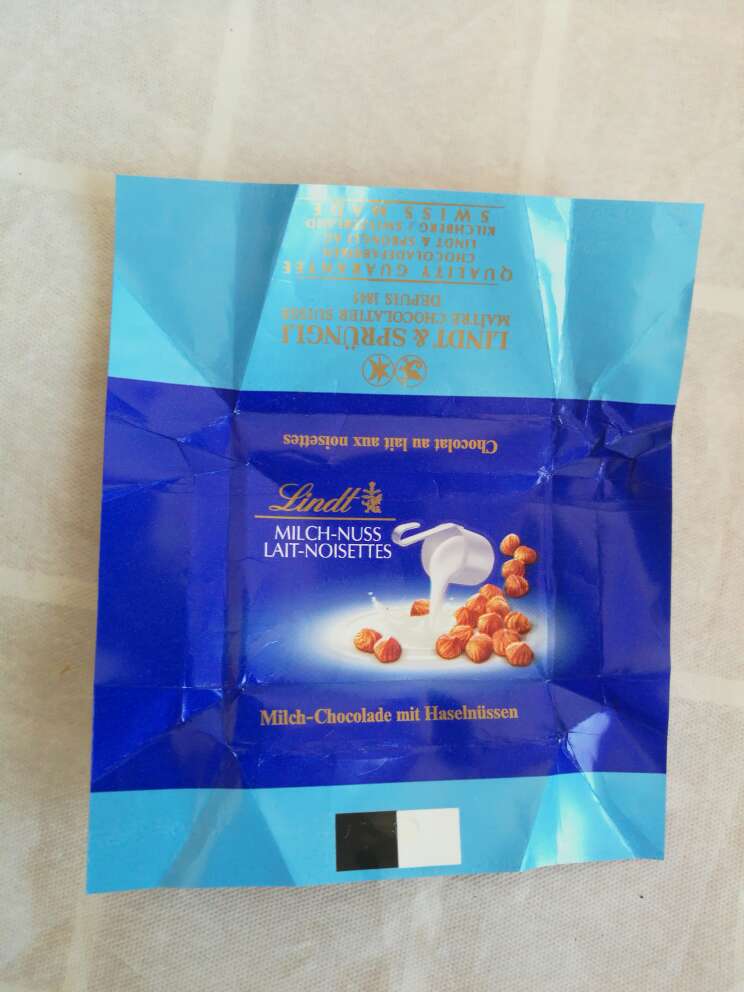 Lindt
MILCH-NUSS
LAIT-NOISETTES
Milch-Chocolade mit Haselnüssen
Chocolat au lait aux noisettes
LINDT & SPRÜNGLI
MAÎTRE CHOCOLATIER SUISSE
DEPUIS 1845
QUALITY GUARANTEE
CHOCOLADEFABRIKEN
LINDT & SPRÜNGLI AG
KILCHBERG / SWITZERLAND
SWISS MADE